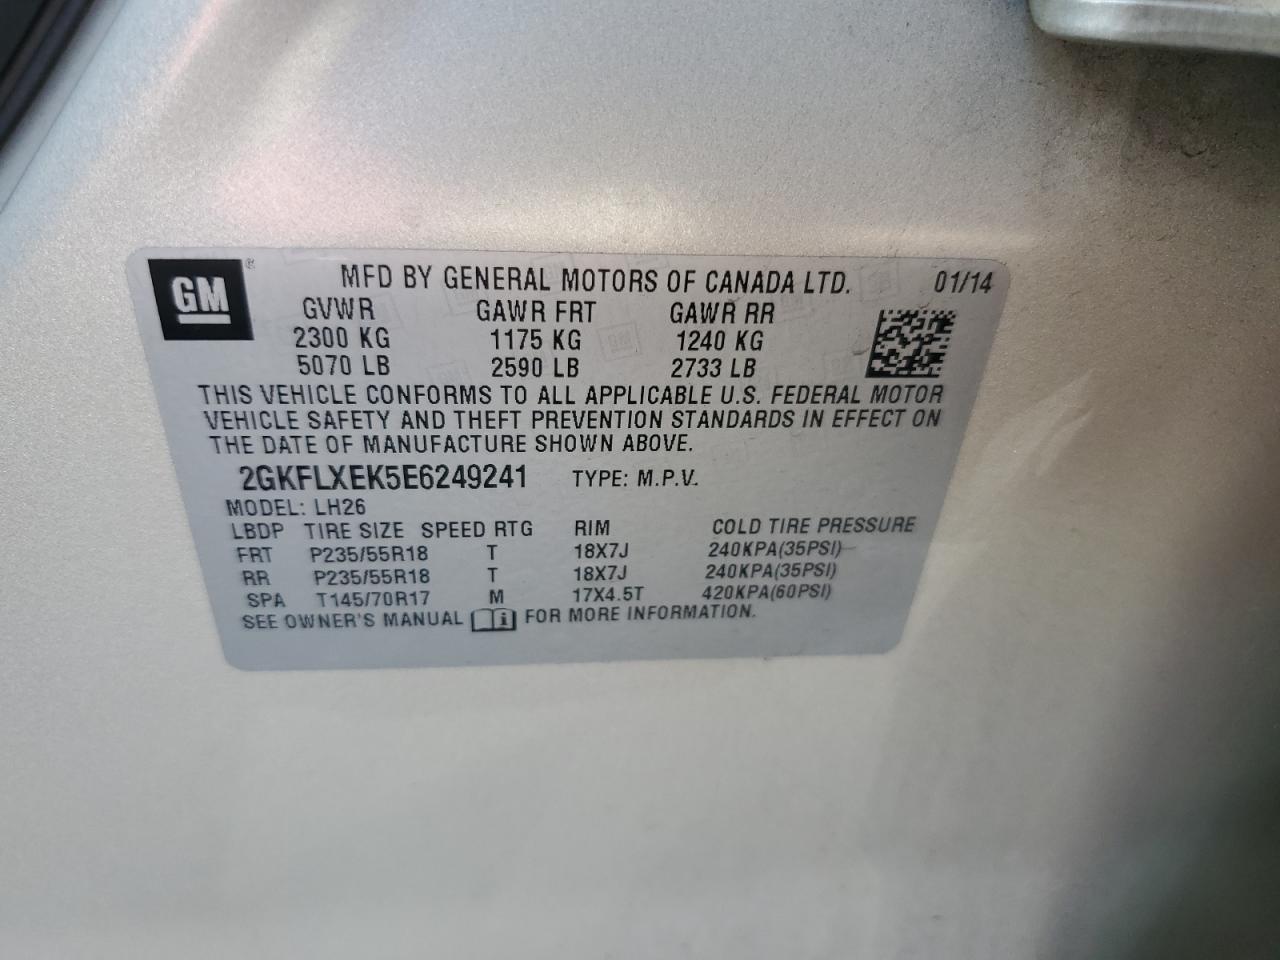 GM ® MFD BY GENERAL MOTORS OF CANADA LTD. 01/14
GVWR GAWR FRT GAWR RR
2300 KG 1175 KG 1240 KG
5070 LB 2590 LB 2733 LB
THIS VEHICLE CONFORMS TO ALL APPLICABLE U.S. FEDERAL MOTOR
VEHICLE SAFETY AND THEFT PREVENTION STANDARDS IN EFFECT ON
THE DATE OF MANUFACTURE SHOWN ABOVE.
2GKFLXEK5E6249241 TYPE: M.P.V.
MODEL: LH26
LBDP TIRE SIZE SPEED RTG RIM COLD TIRE PRESSURE
FRT P235/55R18 T 18X7J 240KPA(35PSI)
RR P235/55R18 T 18X7J 240KPA(35PSI)
SPA T145/70R17 M 17X4.5T 420KPA(60PSI)
SEE OWNER'S MANUAL i FOR MORE INFORMATION.